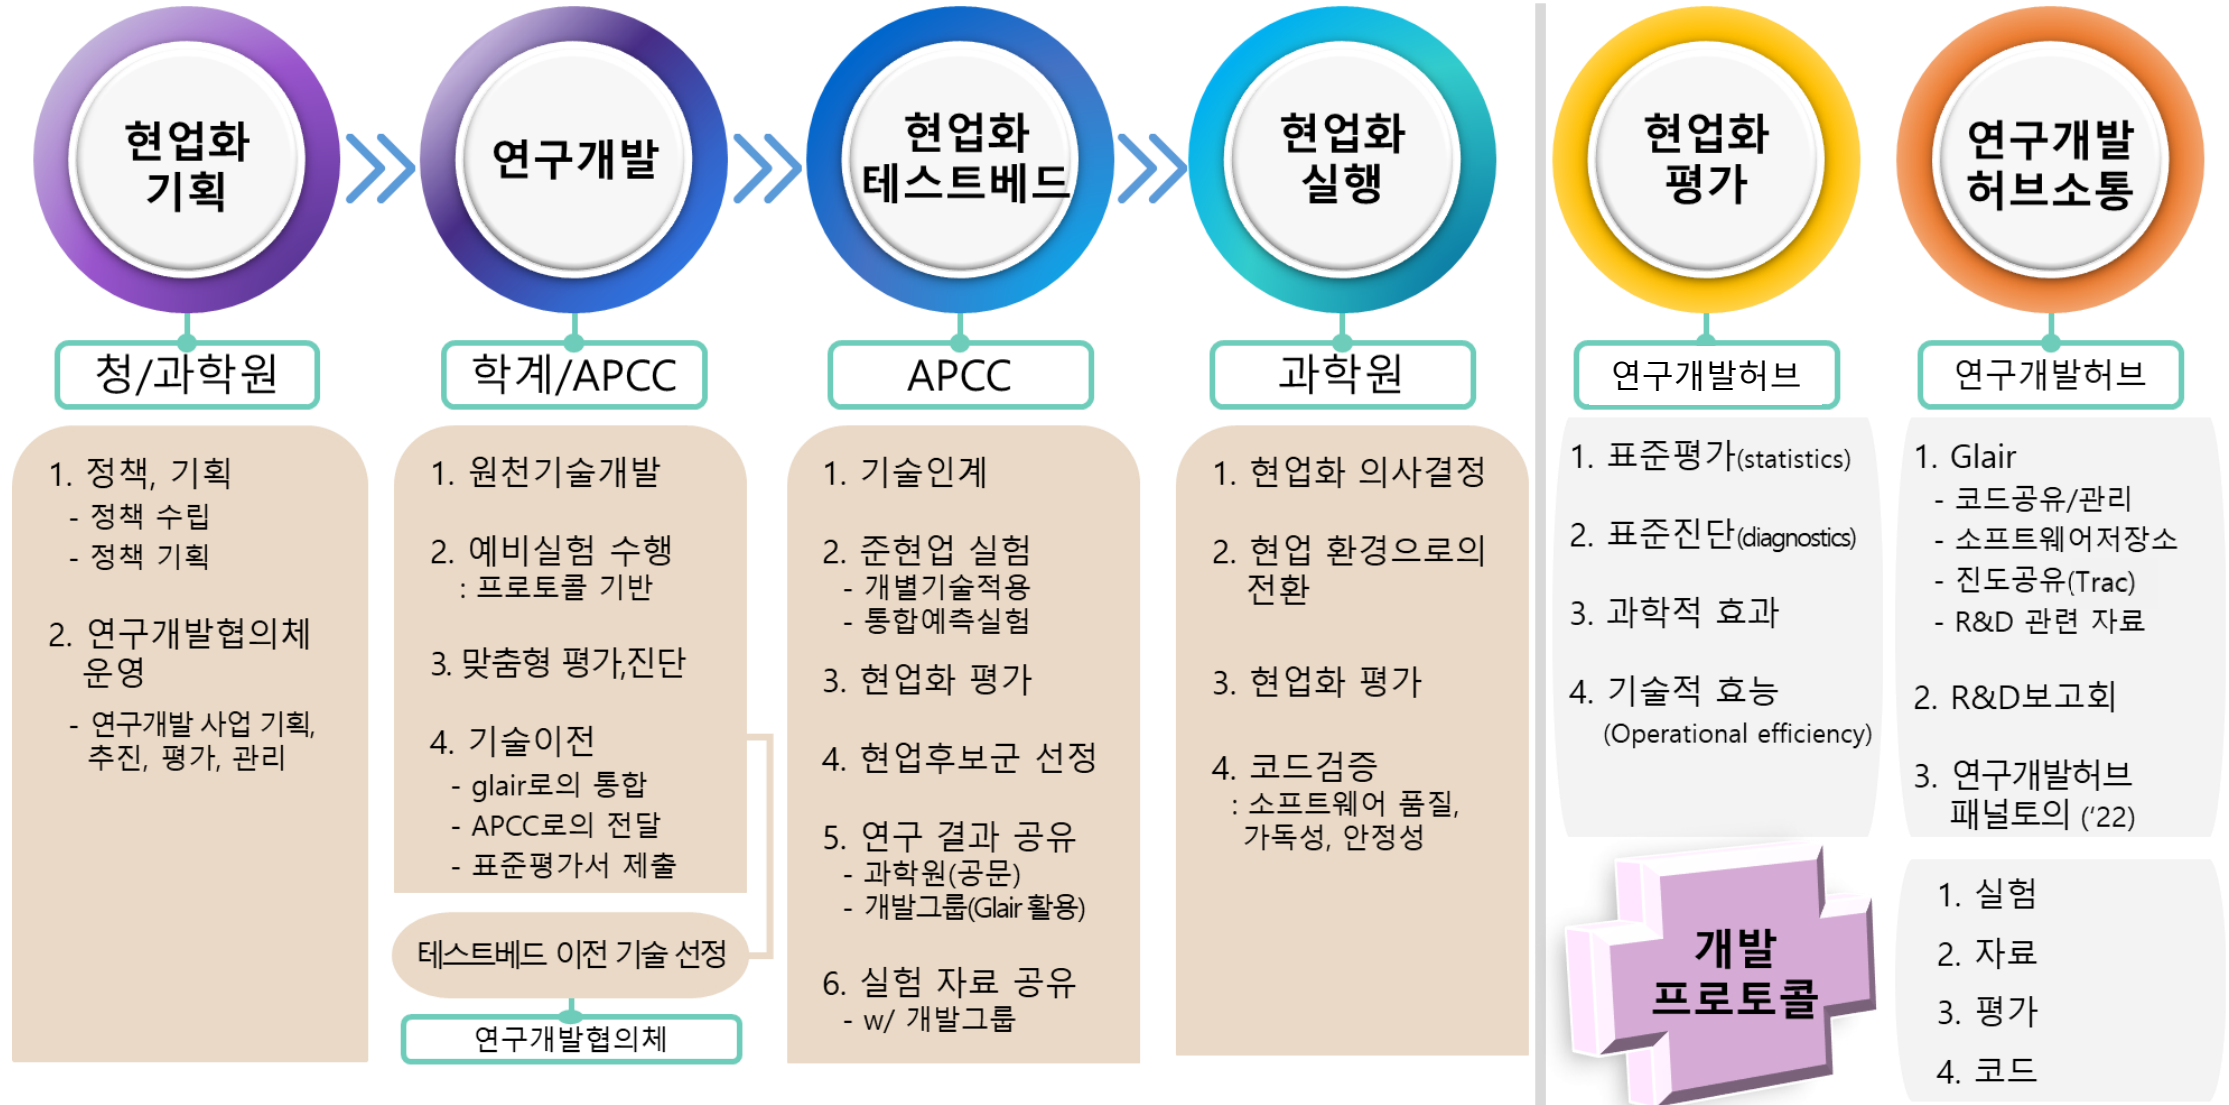 현업화
기획
청/과학원
1. 정책, 기획
- 정책 수립
- 정책 기획
2. 연구개발협의체
운영
- 연구개발 사업 기획,
추진, 평가, 관리
연구개발
학계/APCC
1. 원천기술개발
2. 예비실험 수행
: 프로토콜 기반
3. 맞춤형 평가,진단
4. 기술이전
- glair로의 통합
- APCC로의 전달
- 표준평가서 제출
테스트베드 이전 기술 선정
연구개발협의체
현업화
테스트베드
APCC
1. 기술인계
2. 준현업 실험
- 개별기술적용
- 통합예측실험
3. 현업화 평가
4. 현업후보군 선정
5. 연구 결과 공유
- 과학원(공문)
- 개발그룹(Glair 활용)
6. 실험 자료 공유
- w/ 개발그룹
현업화
실행
과학원
1. 현업화 의사결정
2. 현업 환경으로의
전환
3. 현업화 평가
4. 코드검증
: 소프트웨어 품질,
가독성, 안정성
현업화
평가
연구개발허브
1. 표준평가(statistics)
2. 표준진단(diagnostics)
3. 과학적 효과
4. 기술적 효능
(Operational efficiency)
연구개발
허브소통
연구개발허브
1. Glair
- 코드공유/관리
- 소프트웨어저장소
- 진도공유(Trac)
- R&D 관련 자료
2. R&D보고회
3. 연구개발허브
패널토의 (‘22)
개발
프로토콜
1. 실험
2. 자료
3. 평가
4. 코드